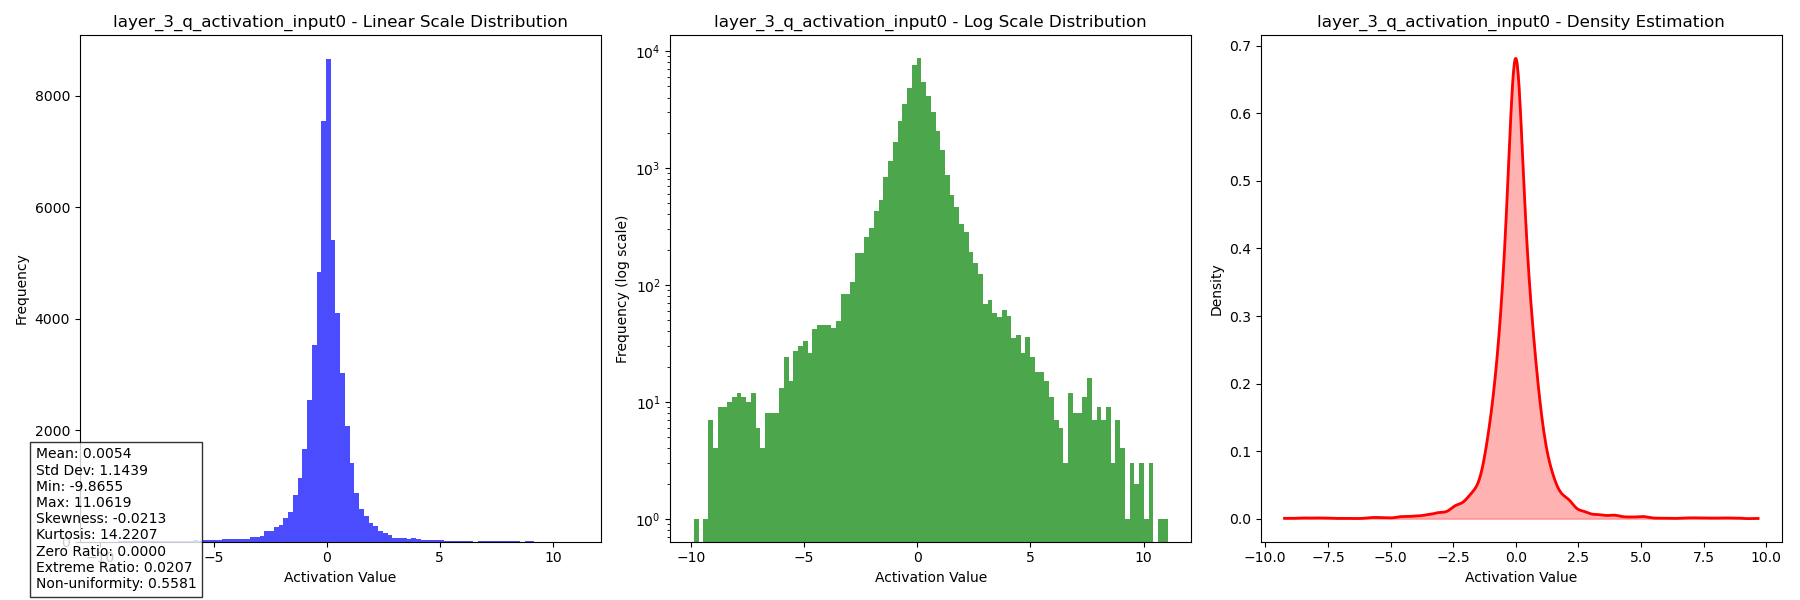 layer_3_q_activation_input0 - Linear Scale Distribution
8000
6000
4000
2000
Frequency
−5
0
5
10
Activation Value
Mean: 0.0054
Std Dev: 1.1439
Min: -9.8655
Max: 11.0619
Skewness: -0.0213
Kurtosis: 14.2207
Zero Ratio: 0.0000
Extreme Ratio: 0.0207
Non-uniformity: 0.5581
layer_3_q_activation_input0 - Log Scale Distribution
10⁴
10³
10²
10¹
10⁰
Frequency (log scale)
−10
−5
0
5
10
Activation Value
layer_3_q_activation_input0 - Density Estimation
0.7
0.6
0.5
0.4
0.3
0.2
0.1
0.0
Density
−10.0
−7.5
−5.0
−2.5
0.0
2.5
5.0
7.5
10.0
Activation Value